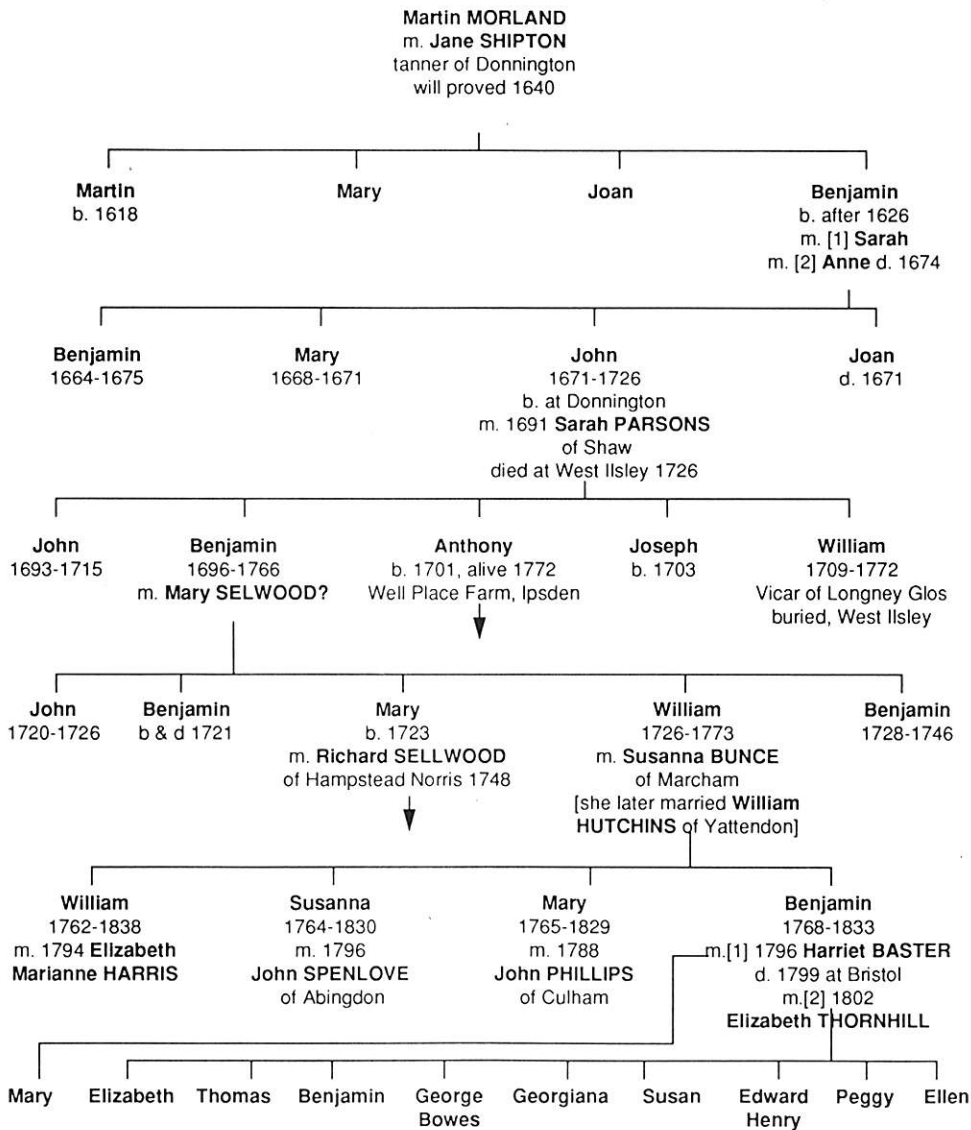 Martin MORLAND
m. Jane SHIPTON
tanner of Donnington
will proved 1640
Martin
b. 1618
Mary
Joan
Benjamin
b. after 1626
m. [1] Sarah
m. [2] Anne d. 1674
Benjamin
1664-1675
Mary
1668-1671
John
1671-1726
b. at Donnington
m. 1691 Sarah PARSONS
of Shaw
died at West Ilsley 1726
Joan
d. 1671
John
1693-1715
Benjamin
1696-1766
m. Mary SELWOOD?
Anthony
b. 1701, alive 1772
Well Place Farm, Ipsden
Joseph
b. 1703
William
1709-1772
Vicar of Longney Glos
buried, West Ilsley
John
1720-1726
Benjamin
b & d 1721
Mary
b. 1723
m. Richard SELLWOOD
of Hampstead Norris 1748
William
1726-1773
m. Susanna BUNCE
of Marcham
[she later married William
HUTCHINS of Yattendon]
Benjamin
1728-1746
William
1762-1838
m. 1794 Elizabeth
Marianne HARRIS
Susanna
1764-1830
m. 1796
John SPENLOVE
of Abingdon
Mary
1765-1829
m. 1788
John PHILLIPS
of Culham
Benjamin
1768-1833
m.[1] 1796 Harriet BASTER
d. 1799 at Bristol
m.[2] 1802
Elizabeth THORNHILL
Mary
Elizabeth
Thomas
Benjamin
George
Bowes
Georgiana
Susan
Edward
Henry
Peggy
Ellen